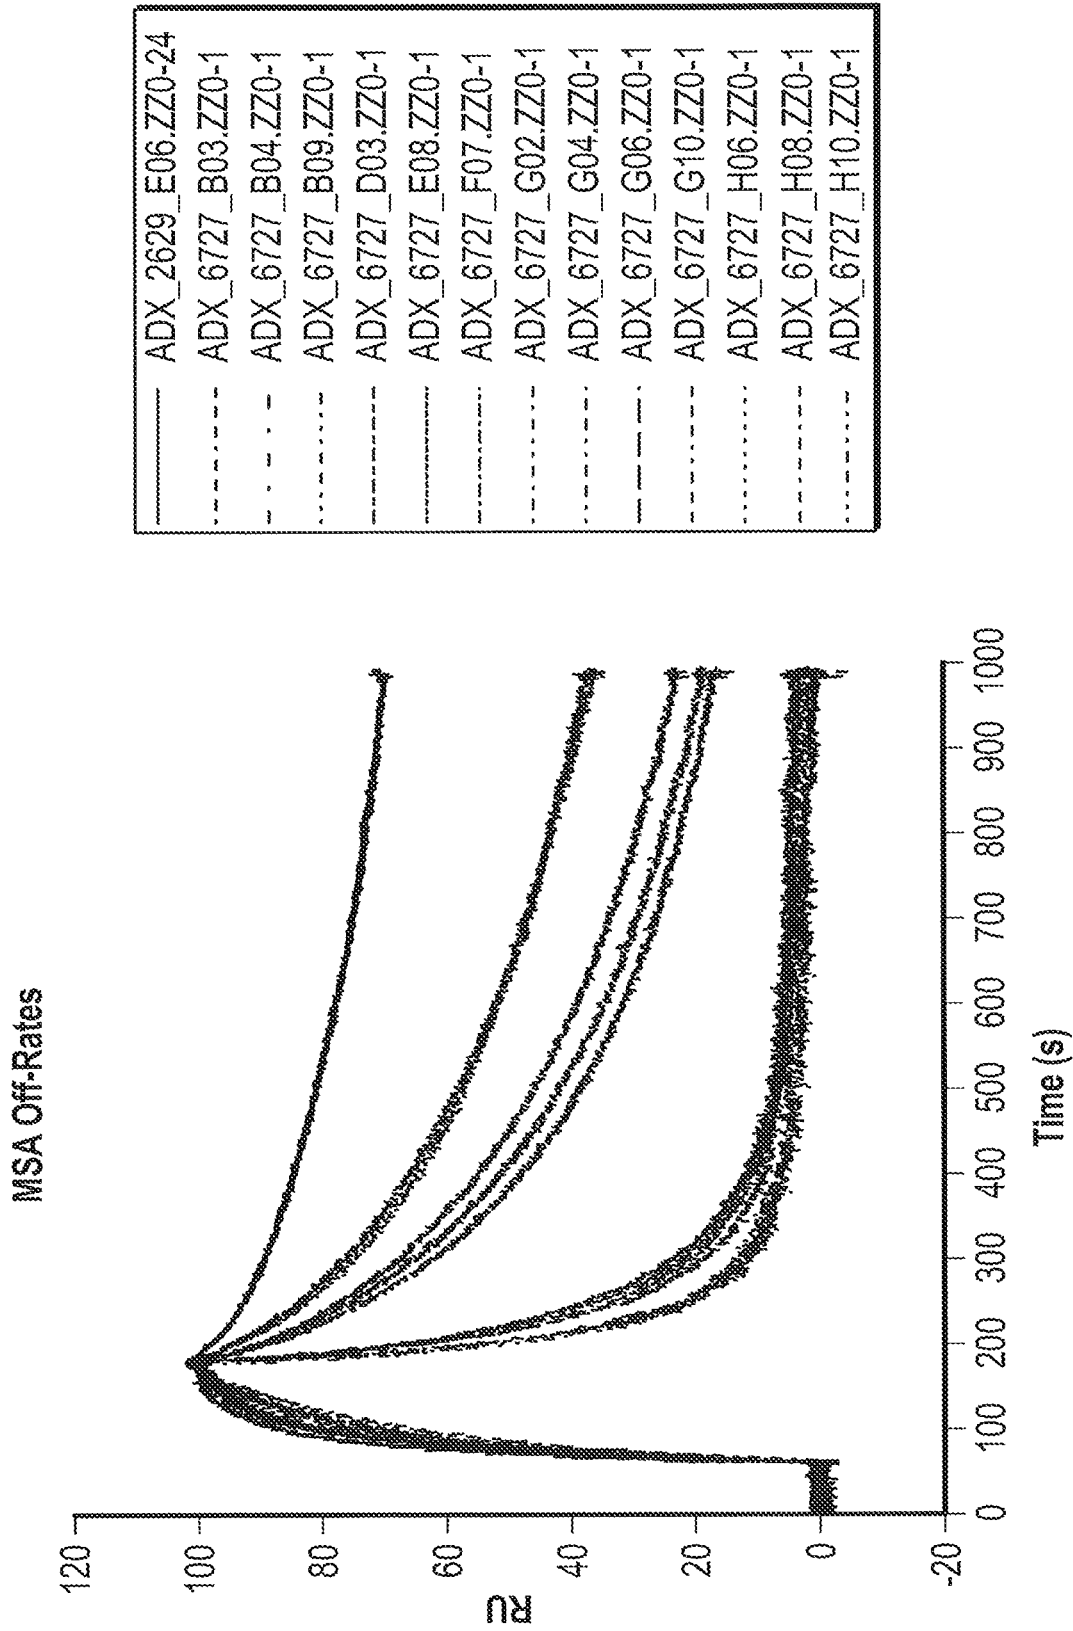 MSA Off-Rates
120
100
80
60
40
20
0
-20
RU
0
100
200
300
400
500
600
700
800
900
1000
Time (s)
ADX_2629_E06.ZZ0-24
ADX_6727_B03.ZZ0-1
ADX_6727_B04.ZZ0-1
ADX_6727_B09.ZZ0-1
ADX_6727_D03.ZZ0-1
ADX_6727_E08.ZZ0-1
ADX_6727_F07.ZZ0-1
ADX_6727_G02.ZZ0-1
ADX_6727_G04.ZZ0-1
ADX_6727_G06.ZZ0-1
ADX_6727_G10.ZZ0-1
ADX_6727_H06.ZZ0-1
ADX_6727_H08.ZZ0-1
ADX_6727_H10.ZZ0-1